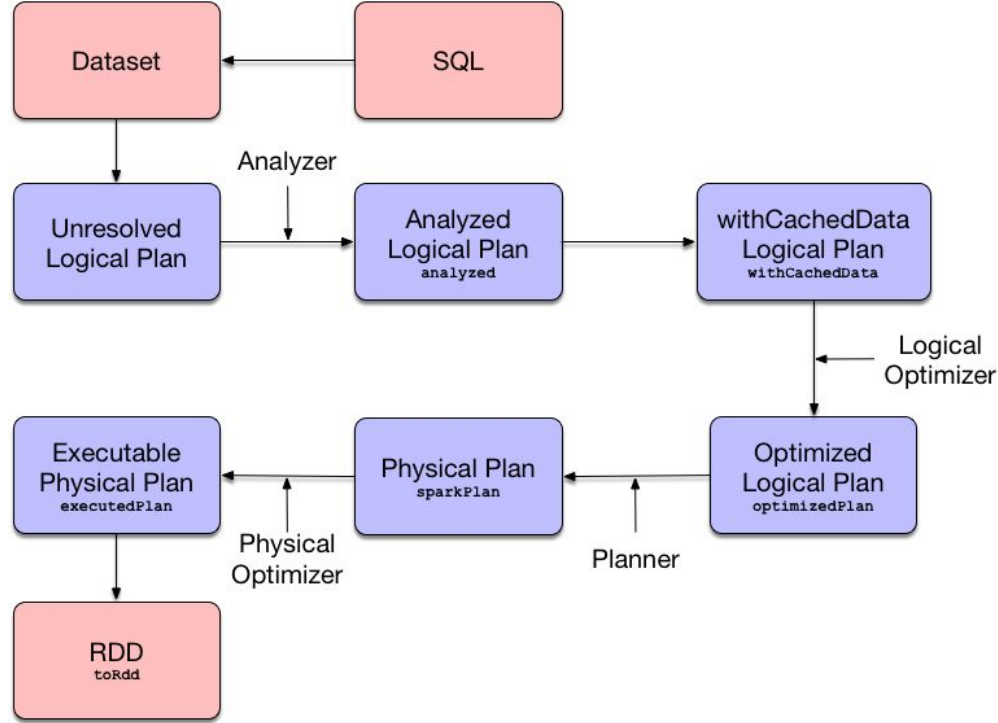 Dataset
SQL
Analyzer
Unresolved
Logical Plan
Analyzed
Logical Plan
analyzed
withCachedData
Logical Plan
withCachedData
Logical
Optimizer
Executable
Physical Plan
executedPlan
Physical Plan
sparkPlan
Optimized
Logical Plan
optimizedPlan
Physical
Optimizer
Planner
RDD
toRdd